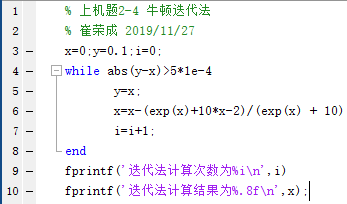 1 % 上机题2-4 牛顿迭代法
2 % 崔荣成 2019/11/27
3 x=0;y=0.1;i=0;
4 while abs(y-x)>5*1e-4
5 y=x;
6 x=x-(exp(x)+10*x-2)/(exp(x) + 10)
7 i=i+1;
8 end
9 fprintf('迭代法计算次数为%i\n',i)
10 fprintf('迭代法计算结果为%.8f\n',x);